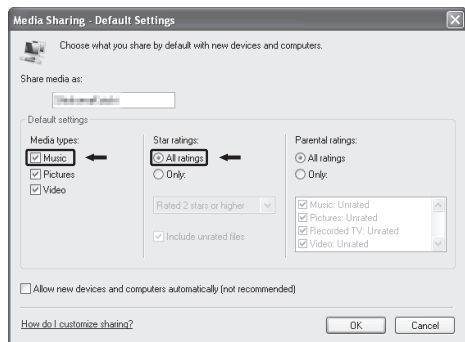 Media Sharing - Default Settings
Choose what you share by default with new devices and computers.
Share media as:
Default settings
Media types:
Music
Pictures
Video
Star ratings:
All ratings
Only:
Rated 2 stars or higher
Include unrated files
Parental ratings:
All ratings
Only:
Music: Unrated
Pictures: Unrated
Recorded TV: Unrated
Video: Unrated
Allow new devices and computers automatically (not recommended)
How do I customize sharing?
OK
Cancel